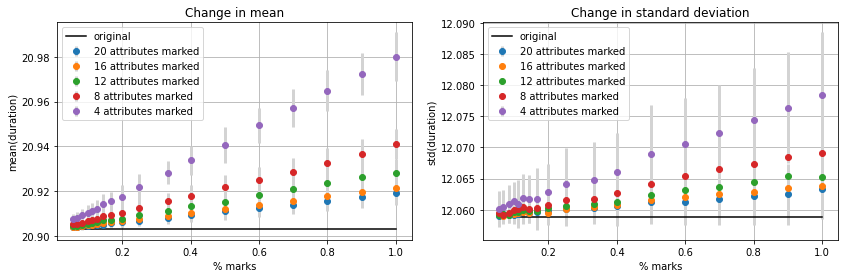 Change in mean
original
20 attributes marked
16 attributes marked
12 attributes marked
8 attributes marked
4 attributes marked
20.98
20.96
20.94
20.92
20.90
mean(duration)
0.2
0.4
0.6
0.8
1.0
% marks
Change in standard deviation
original
20 attributes marked
16 attributes marked
12 attributes marked
8 attributes marked
4 attributes marked
12.090
12.085
12.080
12.075
12.070
12.065
12.060
std(duration)
0.2
0.4
0.6
0.8
1.0
% marks